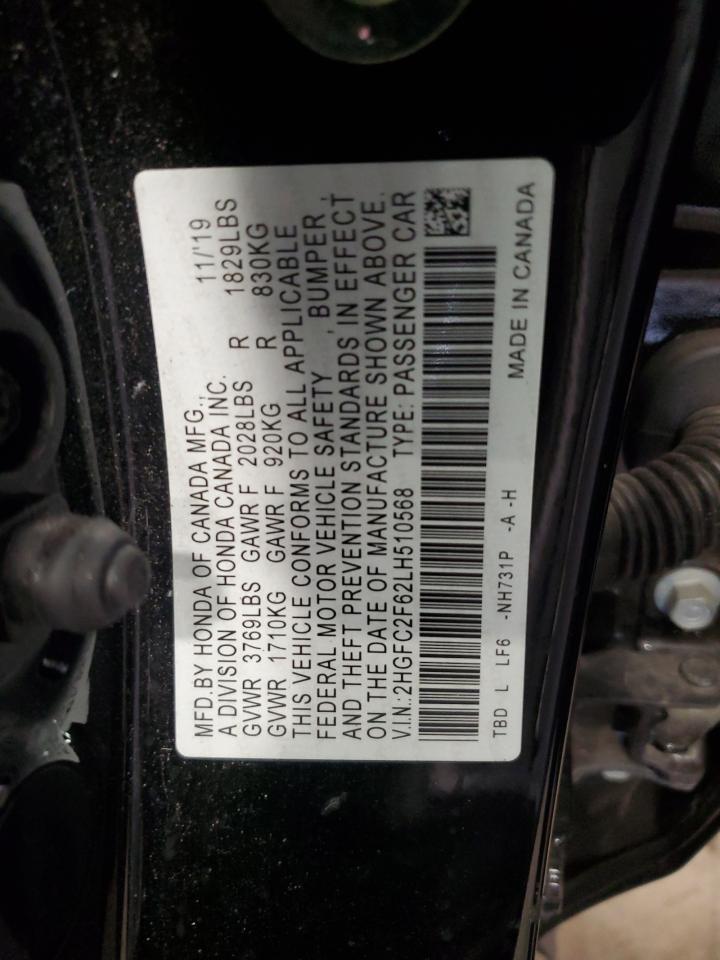 MFD.BY HONDA OF CANADA MFG., 11/'19
A DIVISION OF HONDA CANADA INC.
GVWR 3769LBS GAWR F 2028LBS R 1829LBS
GVWR 1710KG GAWR F 920KG R 830KG
THIS VEHICLE CONFORMS TO ALL APPLICABLE
FEDERAL MOTOR VEHICLE SAFETY , BUMPER ,
AND THEFT PREVENTION STANDARDS IN EFFECT
ON THE DATE OF MANUFACTURE SHOWN ABOVE.
V.I.N.:2HGFC2F62LH510568 TYPE: PASSENGER CAR
TBD L LF6 -NH731P -A -H MADE IN CANADA